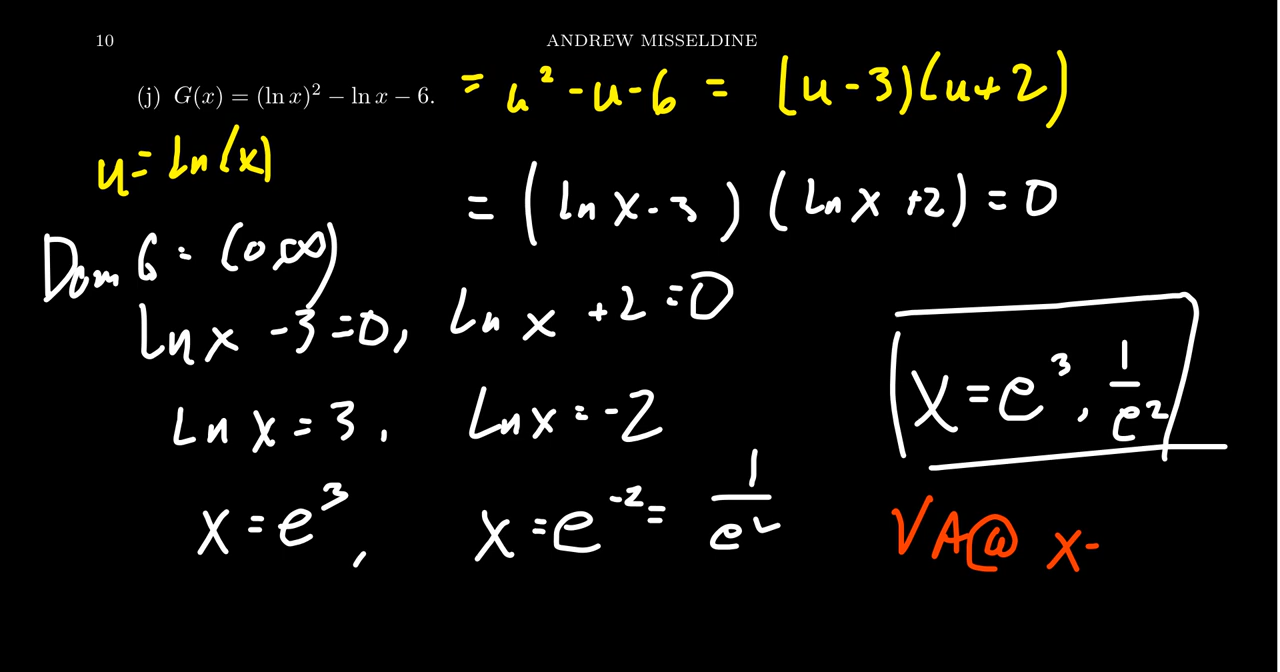 10 ANDREW MISSELDINE
(j) G(x) = (ln x)² − ln x − 6. = u² - u - 6 = (u - 3)(u + 2)
u = ln(x)
= (ln x - 3)(ln x + 2) = 0
Dom G = (0,∞)
ln x - 3 = 0, ln x + 2 = 0
ln x = 3, ln x = -2
x = e³, x = e⁻² = 1/e²
x = e³, 1/e²
VA@ x-